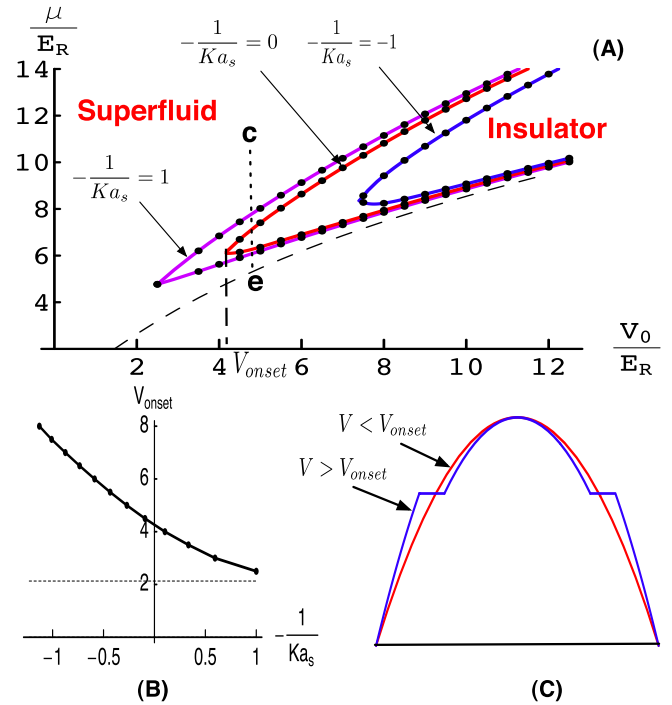 μ/E_R
(A)
-1/(Ka_s) = 0
-1/(Ka_s) = -1
14
12
10
8
6
4
Superfluid
Insulator
c
-1/(Ka_s) = 1
e
2 4 6 8 10 12
V_onset
V_0/E_R
V_onset
8
6
4
2
-1 -0.5 0.5 1
-1/(Ka_s)
(B)
V < V_onset
V > V_onset
(C)